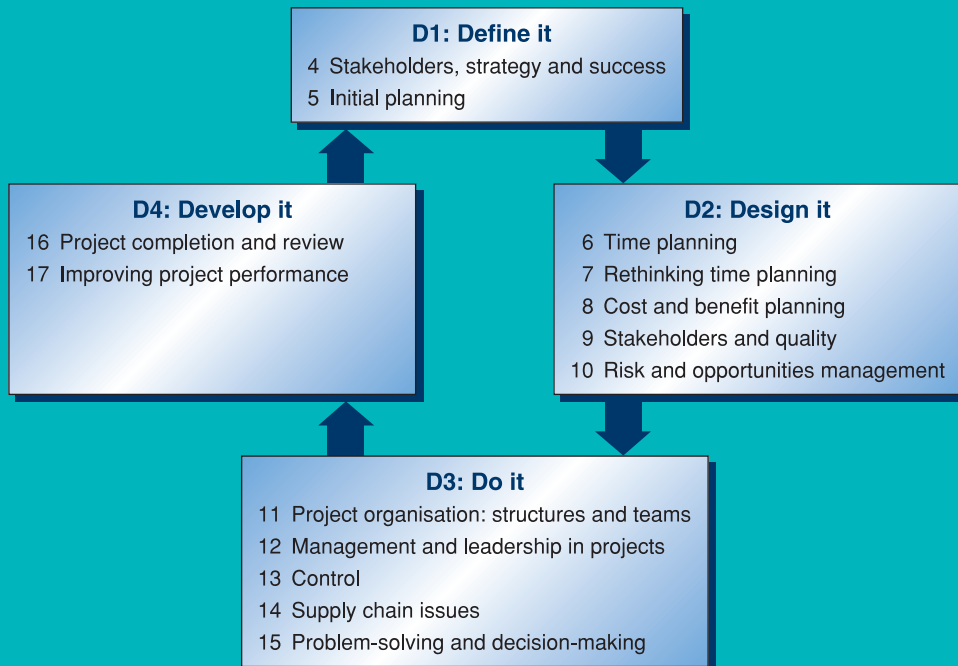 D1: Define it
4 Stakeholders, strategy and success
5 Initial planning
D2: Design it
6 Time planning
7 Rethinking time planning
8 Cost and benefit planning
9 Stakeholders and quality
10 Risk and opportunities management
D3: Do it
11 Project organisation: structures and teams
12 Management and leadership in projects
13 Control
14 Supply chain issues
15 Problem-solving and decision-making
D4: Develop it
16 Project completion and review
17 Improving project performance